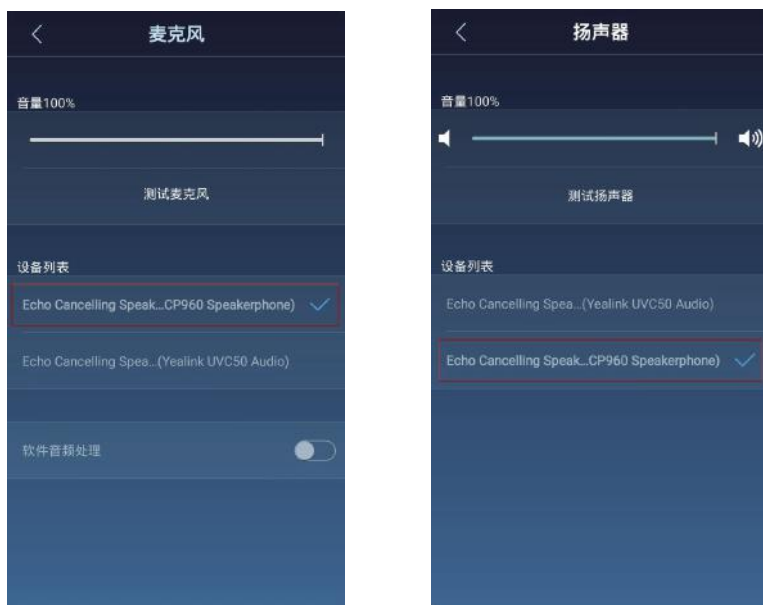 麦克风
音量100%
测试麦克风
设备列表
Echo Cancelling Speak...CP960 Speakerphone)
Echo Cancelling Spea...(Yealink UVC50 Audio)
软件音频处理
扬声器
音量100%
测试扬声器
设备列表
Echo Cancelling Spea...(Yealink UVC50 Audio)
Echo Cancelling Speak...CP960 Speakerphone)